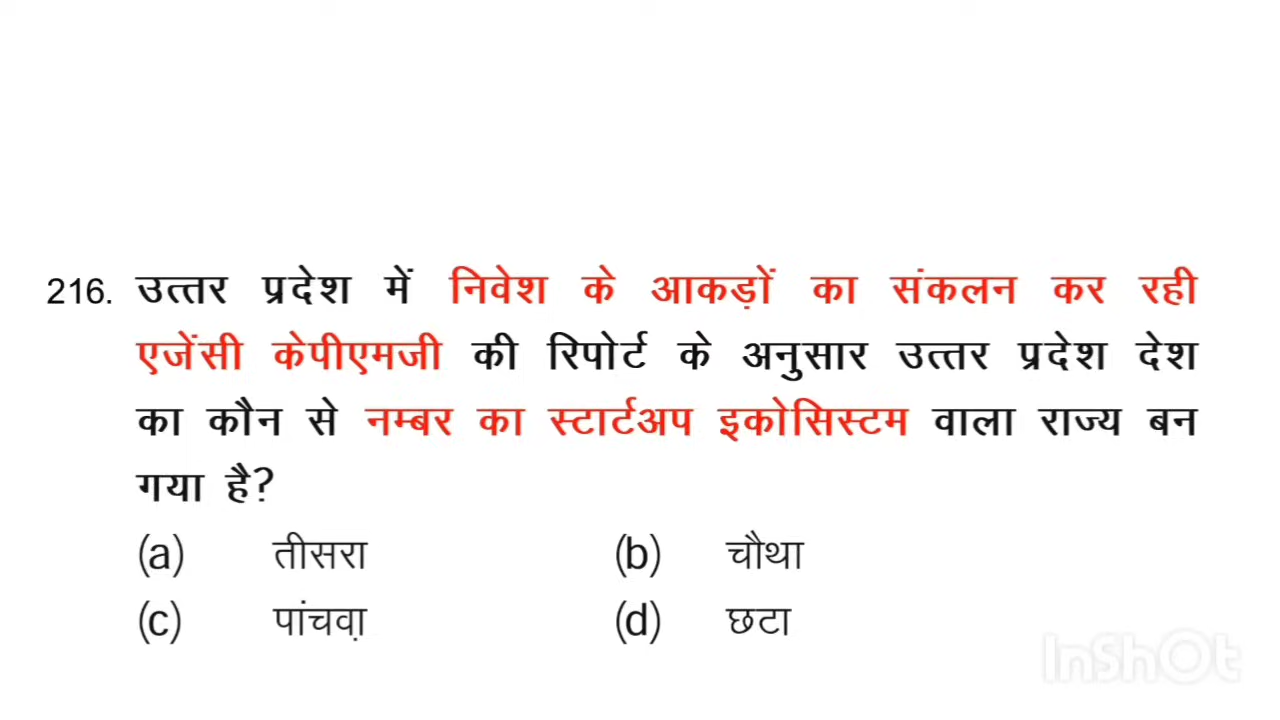 216. उत्तर प्रदेश में निवेश के आकड़ों का संकलन कर रही
एजेंसी केपीएमजी की रिपोर्ट के अनुसार उत्तर प्रदेश देश
का कौन से नम्बर का स्टार्टअप इकोसिस्टम वाला राज्य बन
गया है?
(a) तीसरा (b) चौथा
(c) पांचवा़ (d) छटा
InShOt